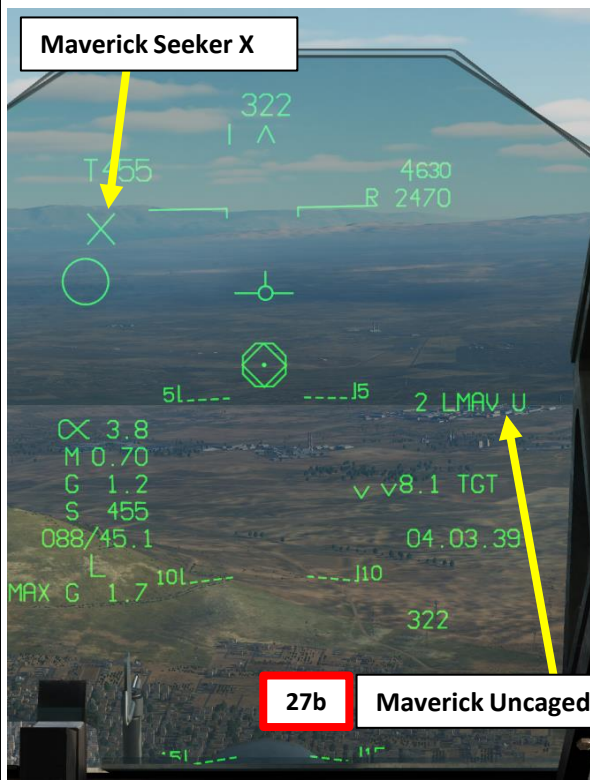 Maverick Seeker X
322
T455
4630
R 2470
5 5
2 LMAV U
α 3.8
M 0.70
G 1.2
8.1 TGT
S 455
088/45.1
04.03.39
L
10 10
MAX G 1.7
322
27b
Maverick Uncaged